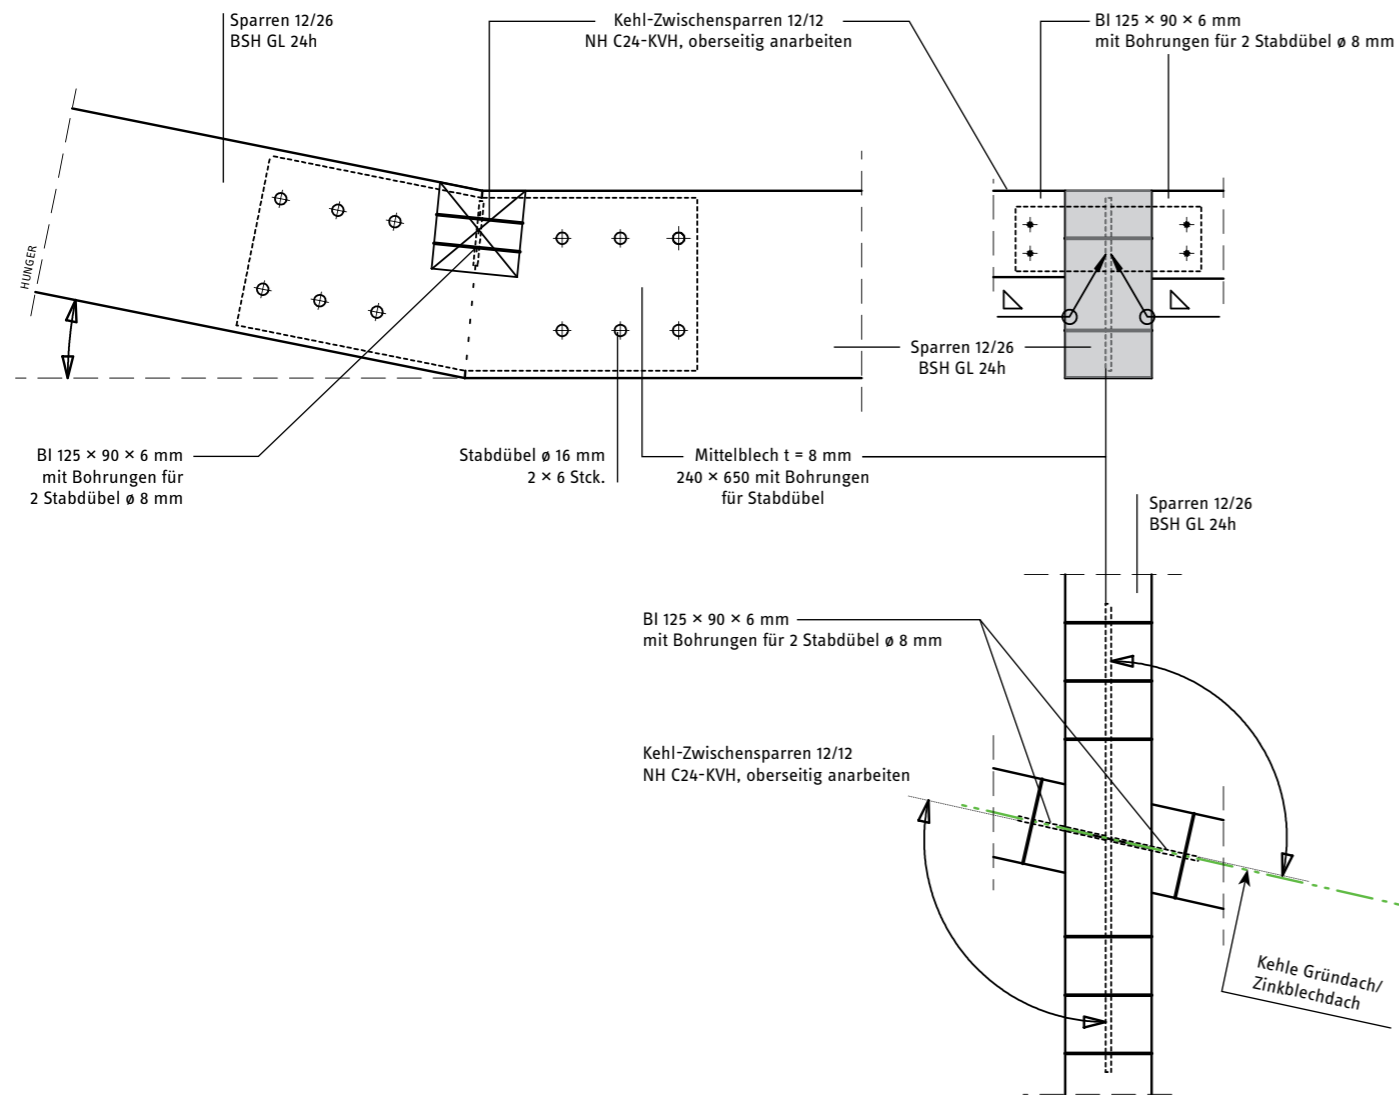 Sparren 12/26
BSH GL 24h
Kehl-Zwischensparren 12/12
NH C24-KVH, oberseitig anarbeiten
Bl 125 × 90 × 6 mm
mit Bohrungen für 2 Stabdübel ø 8 mm
HUNGER
Sparren 12/26
BSH GL 24h
Bl 125 × 90 × 6 mm
mit Bohrungen für
2 Stabdübel ø 8 mm
Stabdübel ø 16 mm
2 × 6 Stck.
Mittelblech t = 8 mm
240 × 650 mit Bohrungen
für Stabdübel
Sparren 12/26
BSH GL 24h
Bl 125 × 90 × 6 mm
mit Bohrungen für 2 Stabdübel ø 8 mm
Kehl-Zwischensparren 12/12
NH C24-KVH, oberseitig anarbeiten
Kehle Gründach/
Zinkblechdach